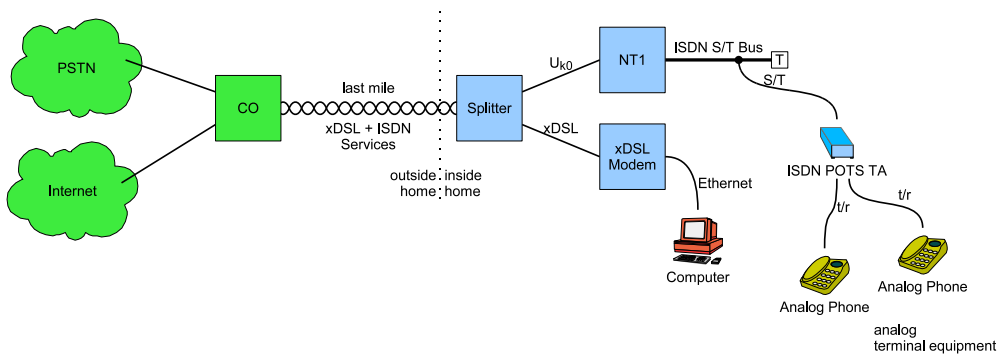 PSTN
Internet
CO
last mile
xDSL + ISDN
Services
outside
home
inside
home
Splitter
Uk0
xDSL
NT1
xDSL
Modem
Ethernet
Computer
ISDN S/T Bus
T
S/T
ISDN POTS TA
t/r
t/r
Analog Phone
Analog Phone
analog
terminal equipment